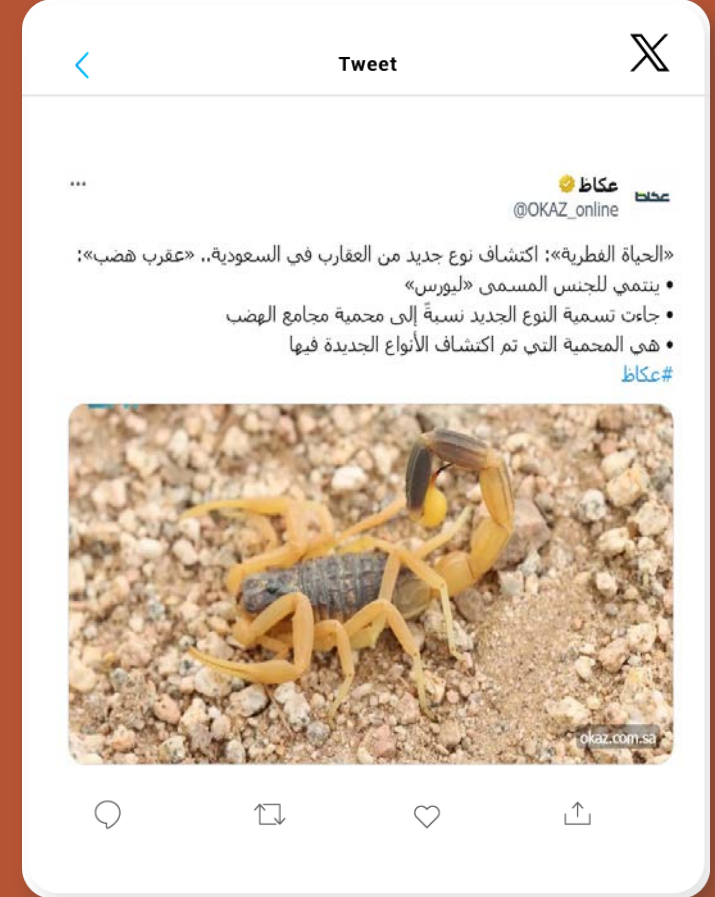 Tweet
عكاظ
عكاظ
@OKAZ_online
«الحياة الفطرية»: اكتشاف نوع جديد من العقارب في السعودية.. «عقرب هضب»:
• ينتمي للجنس المسمى «ليورس»
• جاءت تسمية النوع الجديد نسبةً إلى محمية مجامع الهضب
• هي المحمية التي تم اكتشاف الأنواع الجديدة فيها
#عكاظ
okaz.com.sa